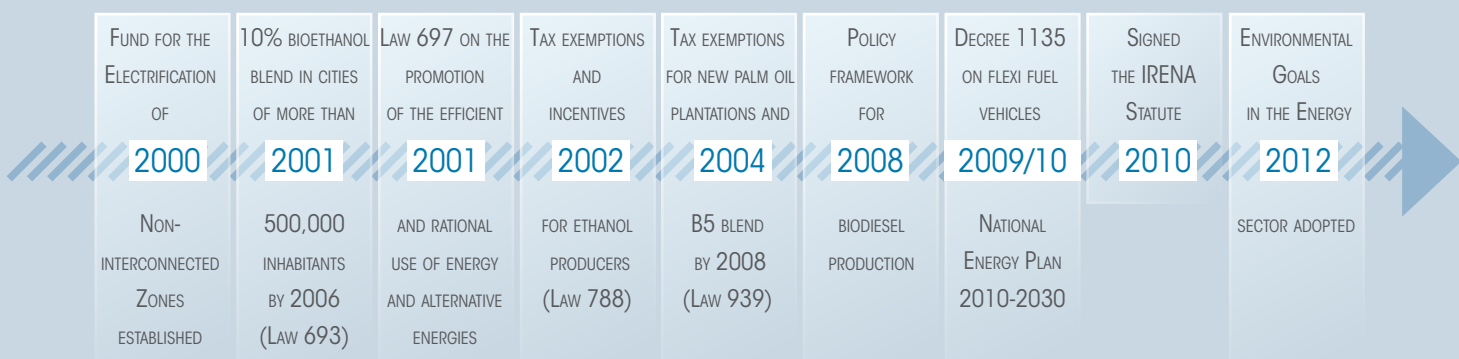 Fund for the
Electrification
of
2000
Non-
interconnected
Zones
established
10% bioethanol
blend in cities
of more than
2001
500,000
inhabitants
by 2006
(Law 693)
Law 697 on the
promotion
of the efficient
2001
and rational
use of energy
and alternative
energies
Tax exemptions
and
incentives
2002
for ethanol
producers
(Law 788)
Tax exemptions
for new palm oil
plantations and
2004
B5 blend
by 2008
(Law 939)
Policy
framework
for
2008
biodiesel
production
Decree 1135
on flexi fuel
vehicles
2009/10
National
Energy Plan
2010-2030
Signed
the IRENA
Statute
2010
Environmental
Goals
in the Energy
2012
sector adopted